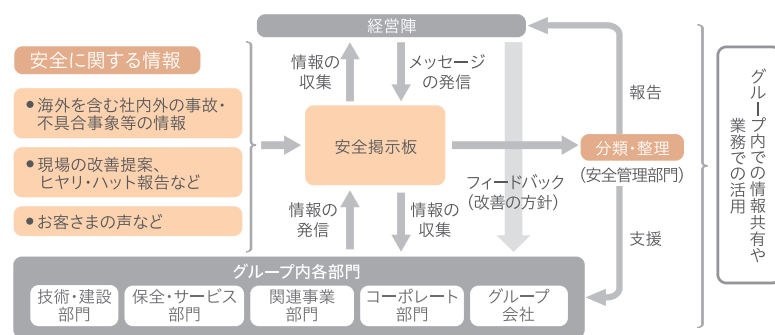 経営陣
安全に関する情報
●海外を含む社内外の事故・
不具合事象等の情報
●現場の改善提案、
ヒヤリ・ハット報告など
●お客さまの声など
情報の
収集
メッセージ
の発信
安全掲示板
情報の
発信
情報の
収集
フィードバック
(改善の方針)
報告
分類・整理
(安全管理部門)
支援
グループ内での情報共有や
業務での活用
グループ内各部門
技術・建設
部門
保全・サービス
部門
関連事業
部門
コーポレート
部門
グループ
会社